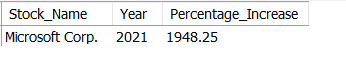 Stock_Name Year Percentage_Increase
Microsoft Corp. 2021 1948.25